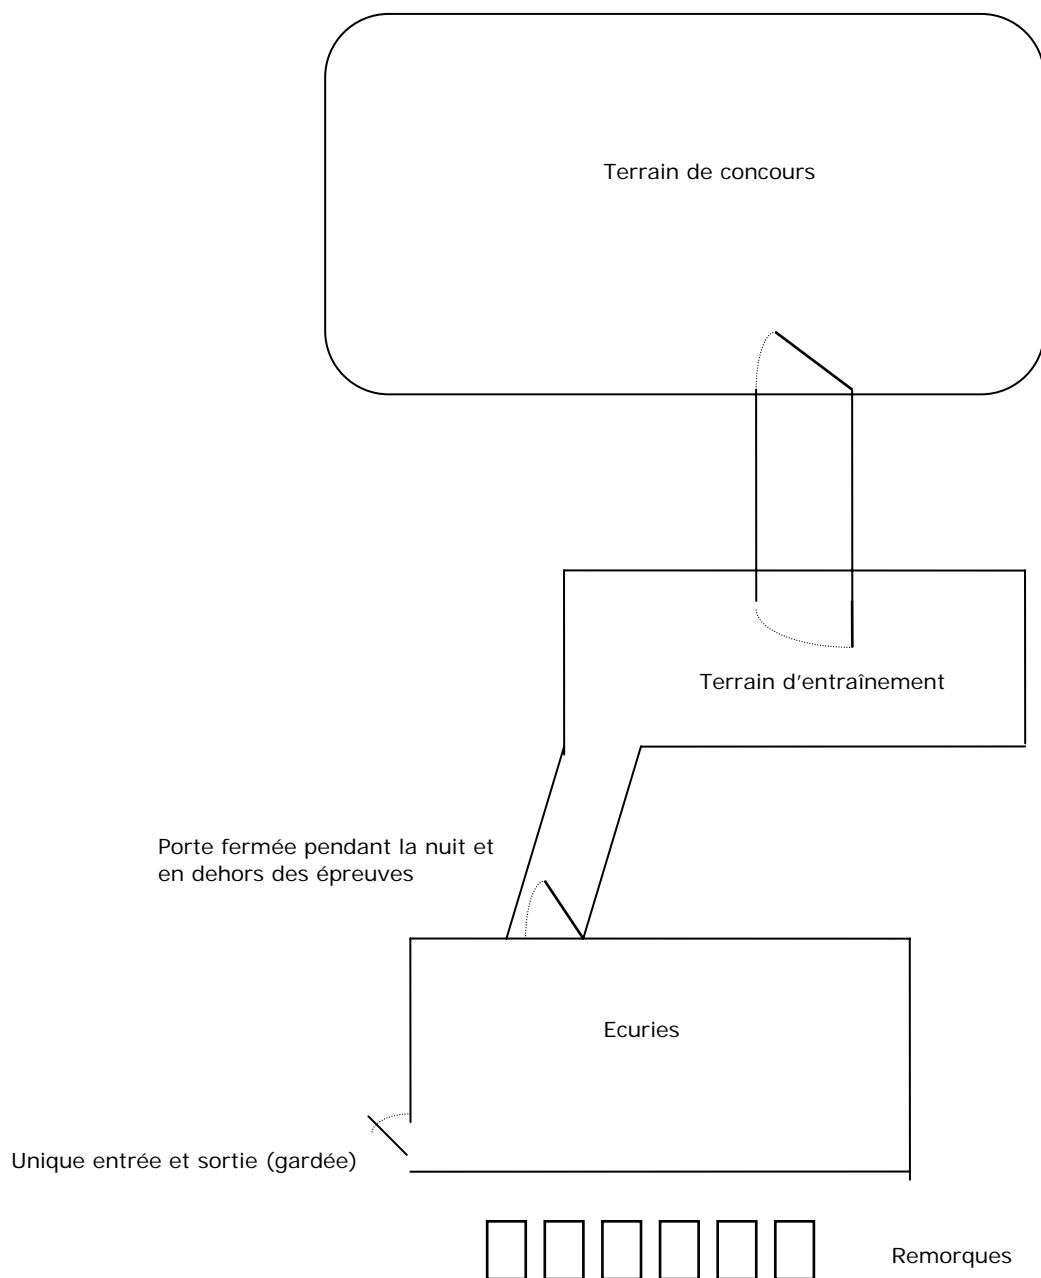 Terrain de concours
Terrain d'entraînement
Porte fermée pendant la nuit et
en dehors des épreuves
Ecuries
Unique entrée et sortie (gardée)
Remorques